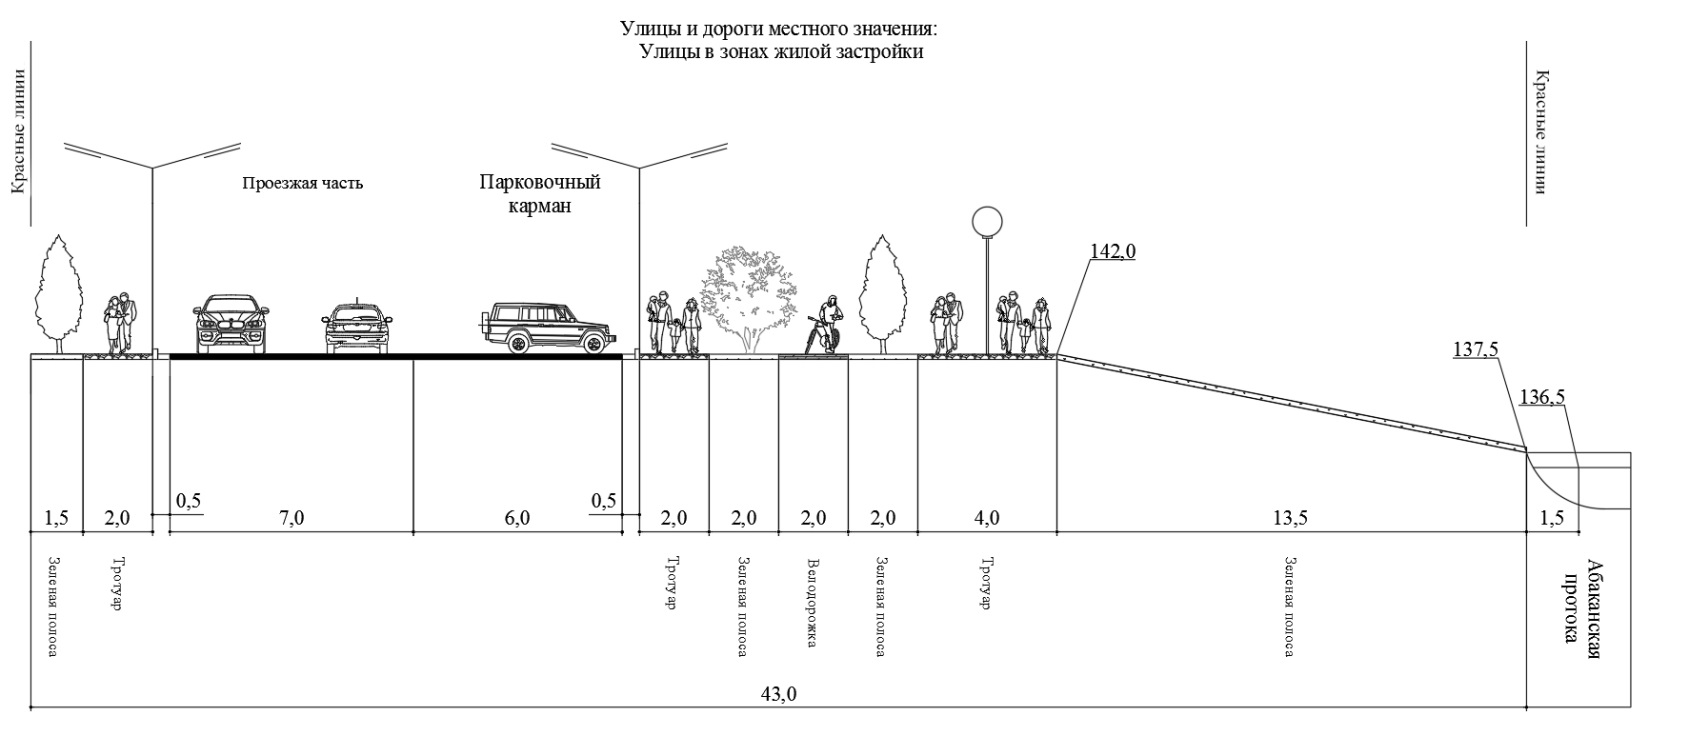 Улицы и дороги местного значения:
Улицы в зонах жилой застройки
Красные линии
Красные линии
Проезжая часть
Парковочный
карман
142,0
137,5
136,5
0,5
0,5
1,5
2,0
7,0
6,0
2,0
2,0
2,0
2,0
4,0
13,5
1,5
Зеленая полоса
Тротуар
Тротуар
Зеленая полоса
Велодорожка
Зеленая полоса
Тротуар
Зеленая полоса
Абаканская
протока
43,0